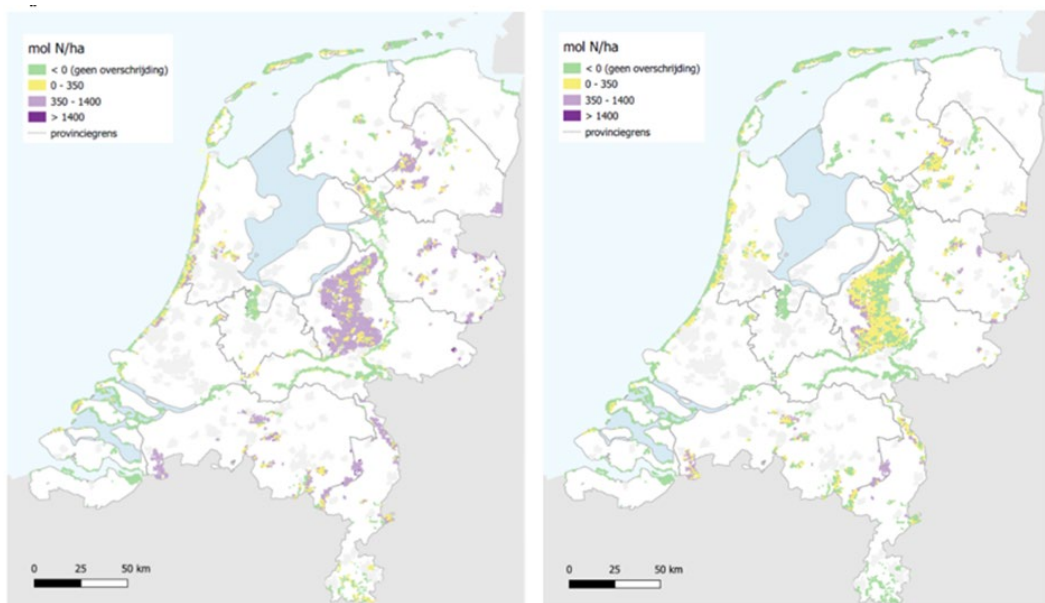 mol N/ha
< 0 (geen overschrijding)
0 - 350
350 - 1400
> 1400
provinciegrens
0 25 50 km
mol N/ha
< 0 (geen overschrijding)
0 - 350
350 - 1400
> 1400
provinciegrens
0 25 50 km